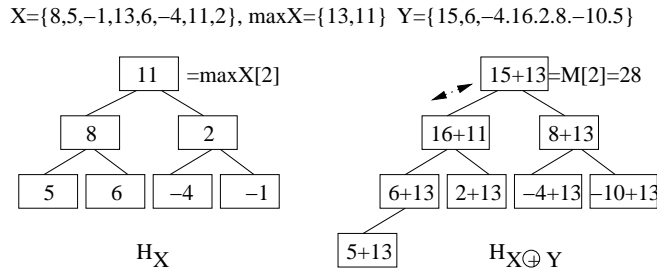 X={8,5,−1,13,6,−4,11,2}, maxX={13,11} Y={15,6,−4.16.2.8.−10.5}
11 =maxX[2]
15+13=M[2]=28
8 2
16+11 8+13
5 6 −4 −1
6+13 2+13 −4+13 −10+13
5+13
H_X
H_X⊕Y